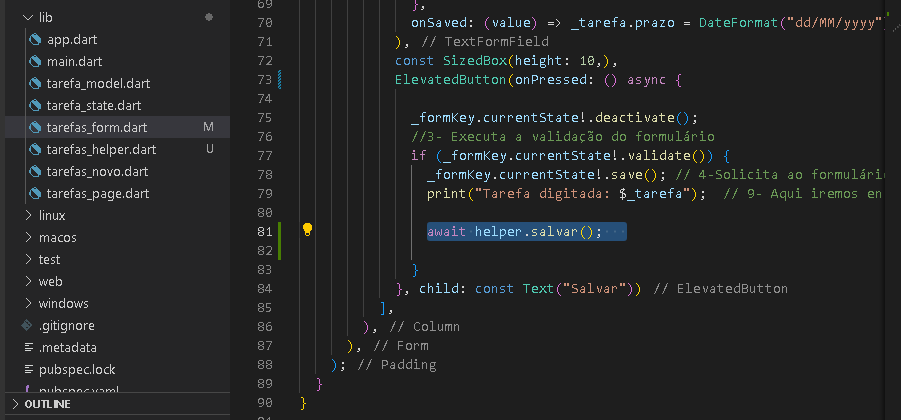 lib
app.dart
main.dart
tarefa_model.dart
tarefa_state.dart
tarefas_form.dart M
tarefas_helper.dart U
tarefas_novo.dart
tarefas_page.dart
linux
macos
test
web
windows
.gitignore
.metadata
pubspec.lock
pubspec.yaml
OUTLINE
69 },
70 onSaved: (value) => _tarefa.prazo = DateFormat("dd/MM/yyyy")
71 ), // TextFormField
72 const SizedBox(height: 10,),
73 ElevatedButton(onPressed: () async {
74
75 _formKey.currentState!.deactivate();
76 //3- Executa a validação do formulário
77 if (_formKey.currentState!.validate()) {
78 _formKey.currentState!.save(); // 4-Solicita ao formulário
79 print("Tarefa digitada: $_tarefa"); // 9- Aqui iremos en
80
81 await helper.salvar();
82
83 }
84 }, child: const Text("Salvar")) // ElevatedButton
85 ],
86 ), // Column
87 ), // Form
88 ); // Padding
89 }
90 }